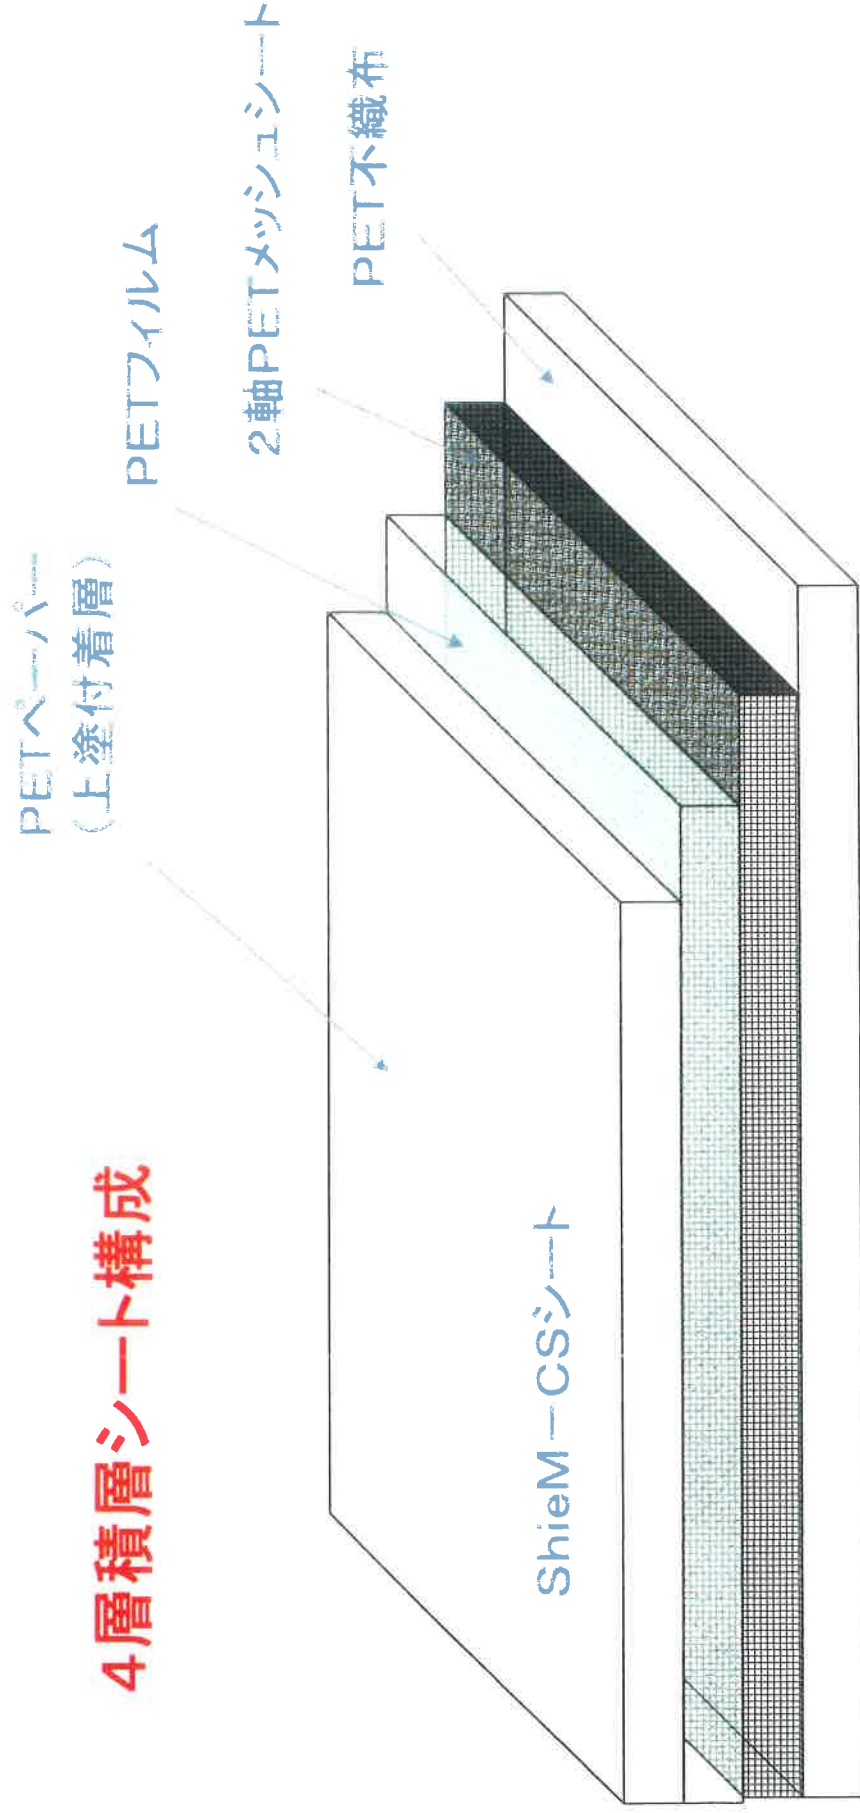 4層積層シート構成
PETペーパー
(上塗付着層)
PETフィルム
2軸PETメッシュシート
PET不織布
ShieM−CSシート